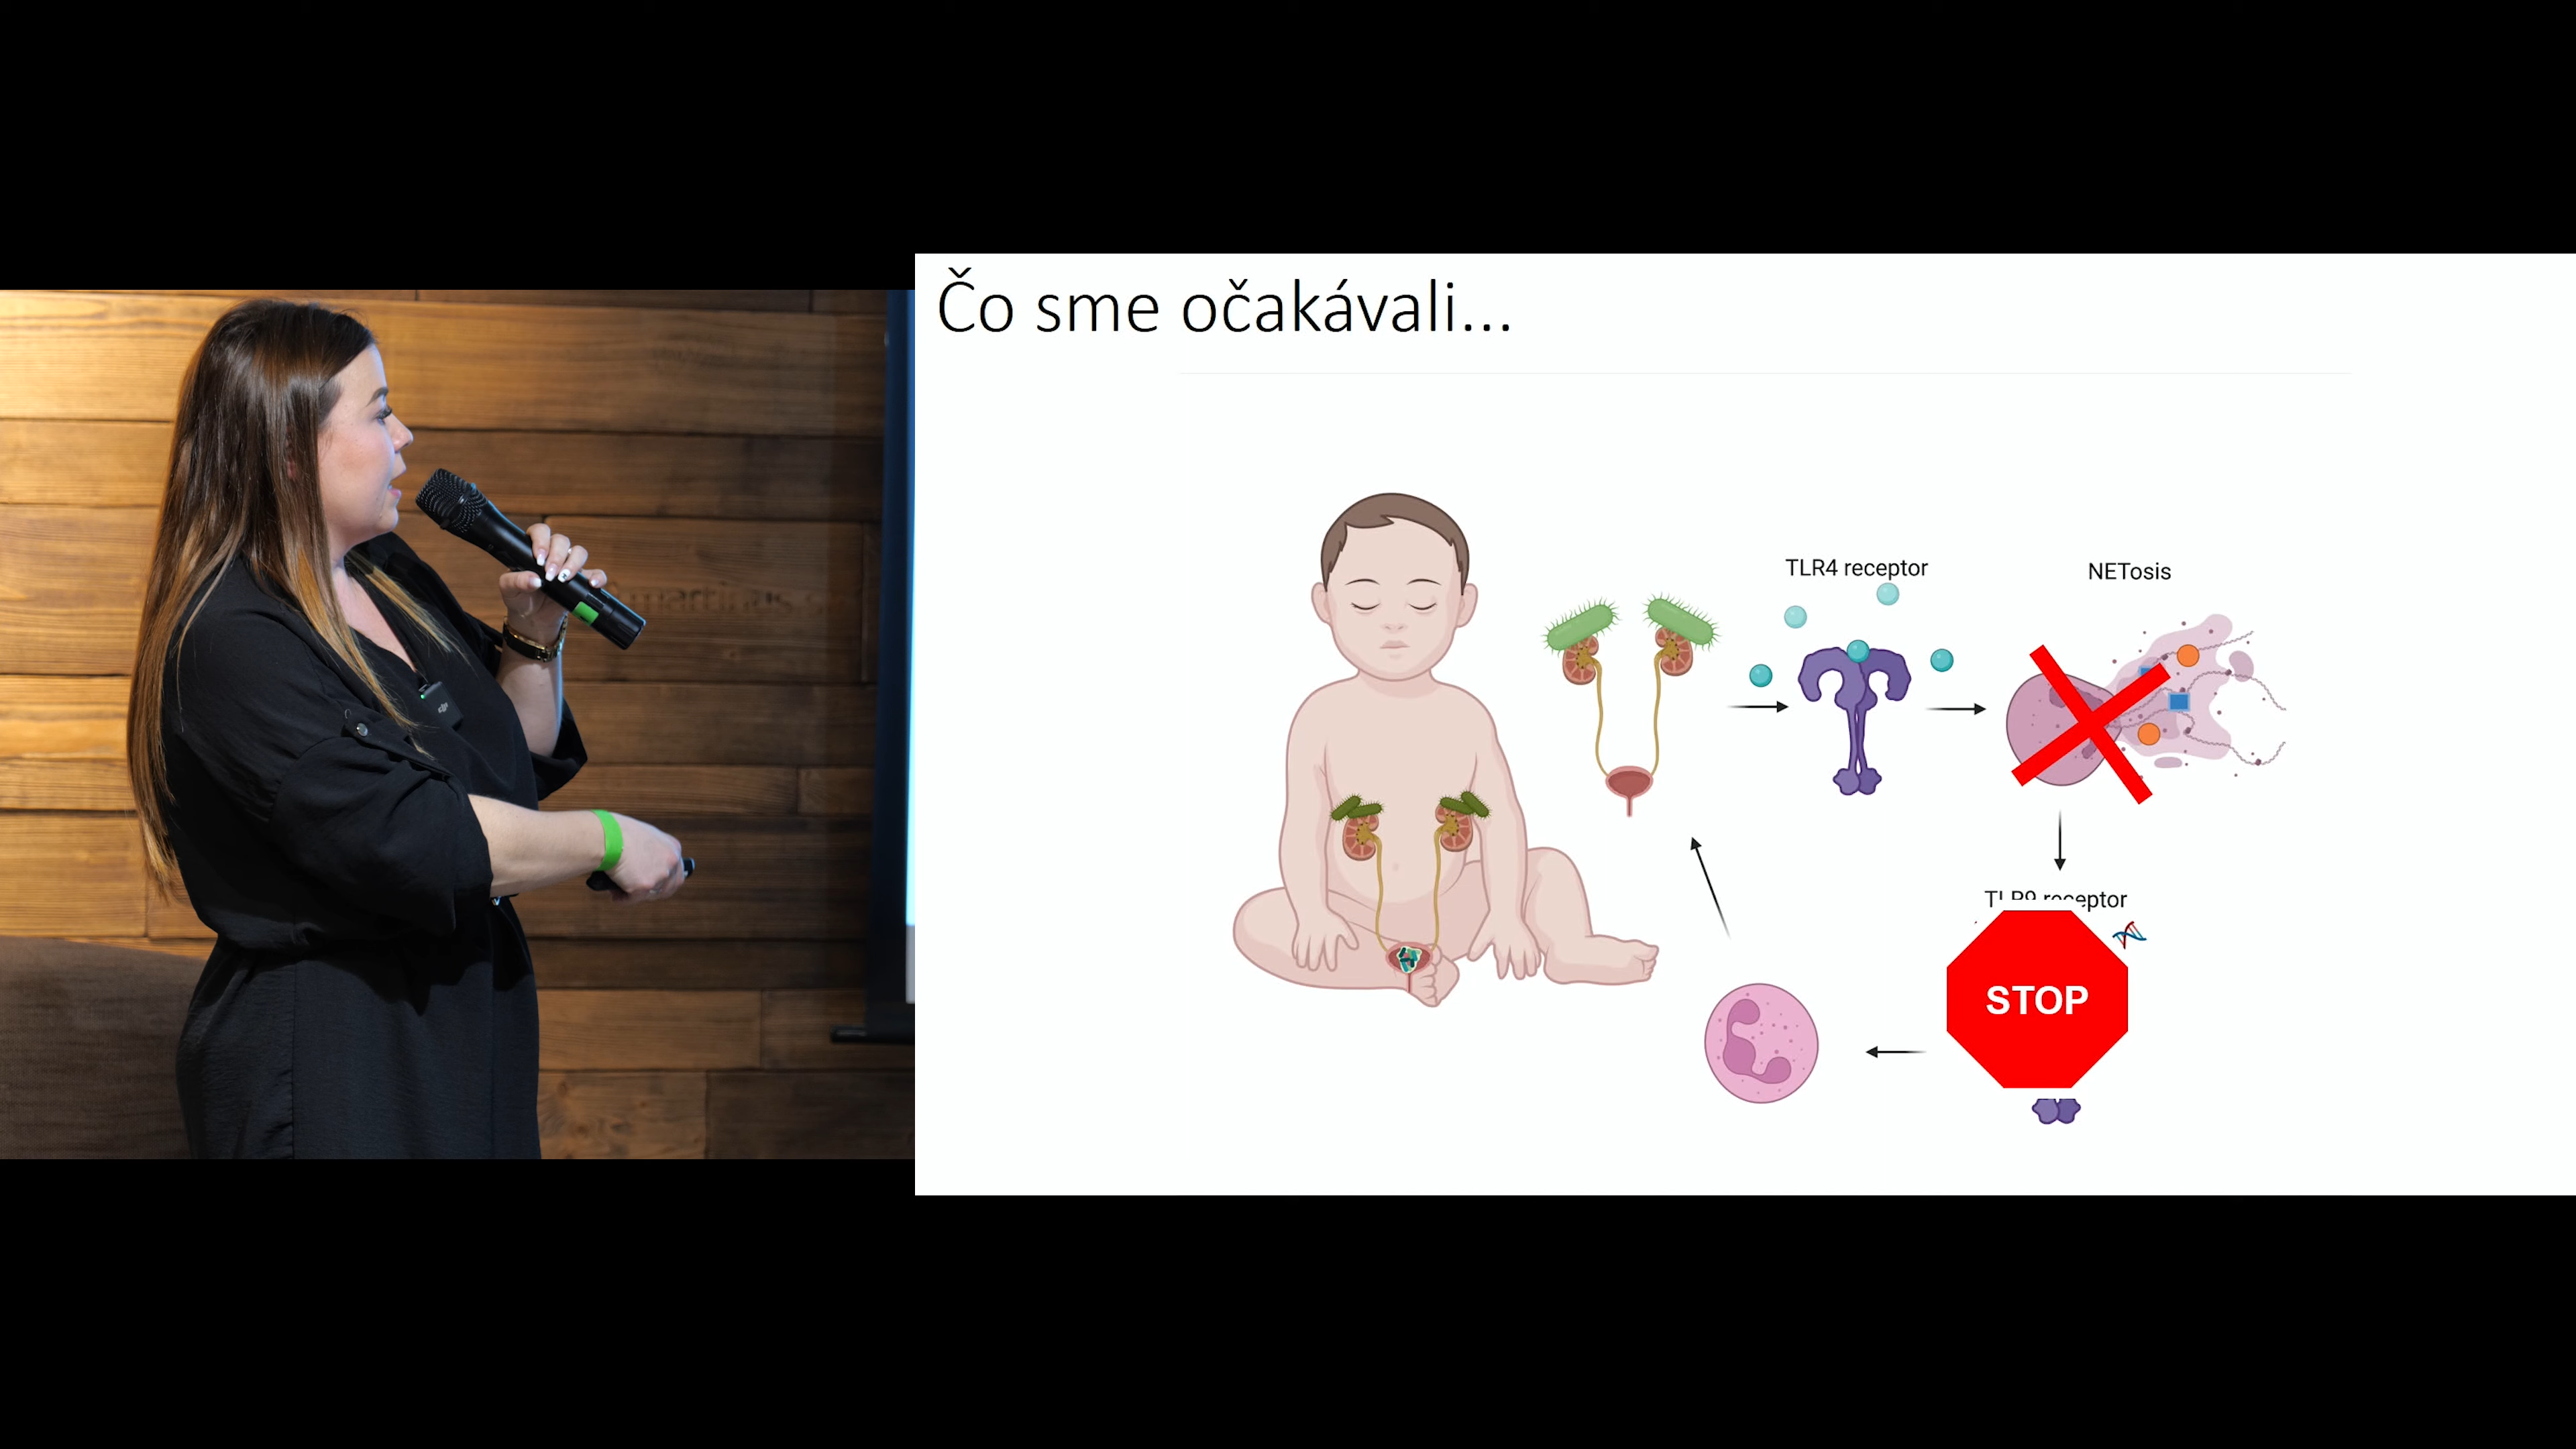 Čo sme očakávali...
TLR4 receptor
NETosis
TLR9 receptor
STOP